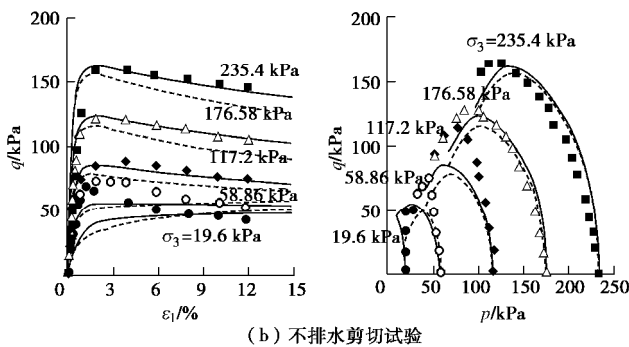 200
150
100
50
0
q/kPa
235.4 kPa
176.58 kPa
117.2 kPa
58.86 kPa
σ3=19.6 kPa
0 3 6 9 12 15
ε1/%
200
150
100
50
0
q/kPa
σ3=235.4 kPa
176.58 kPa
117.2 kPa
58.86 kPa
19.6 kPa
0 50 100 150 200 250
p/kPa
(b) 不排水剪切试验